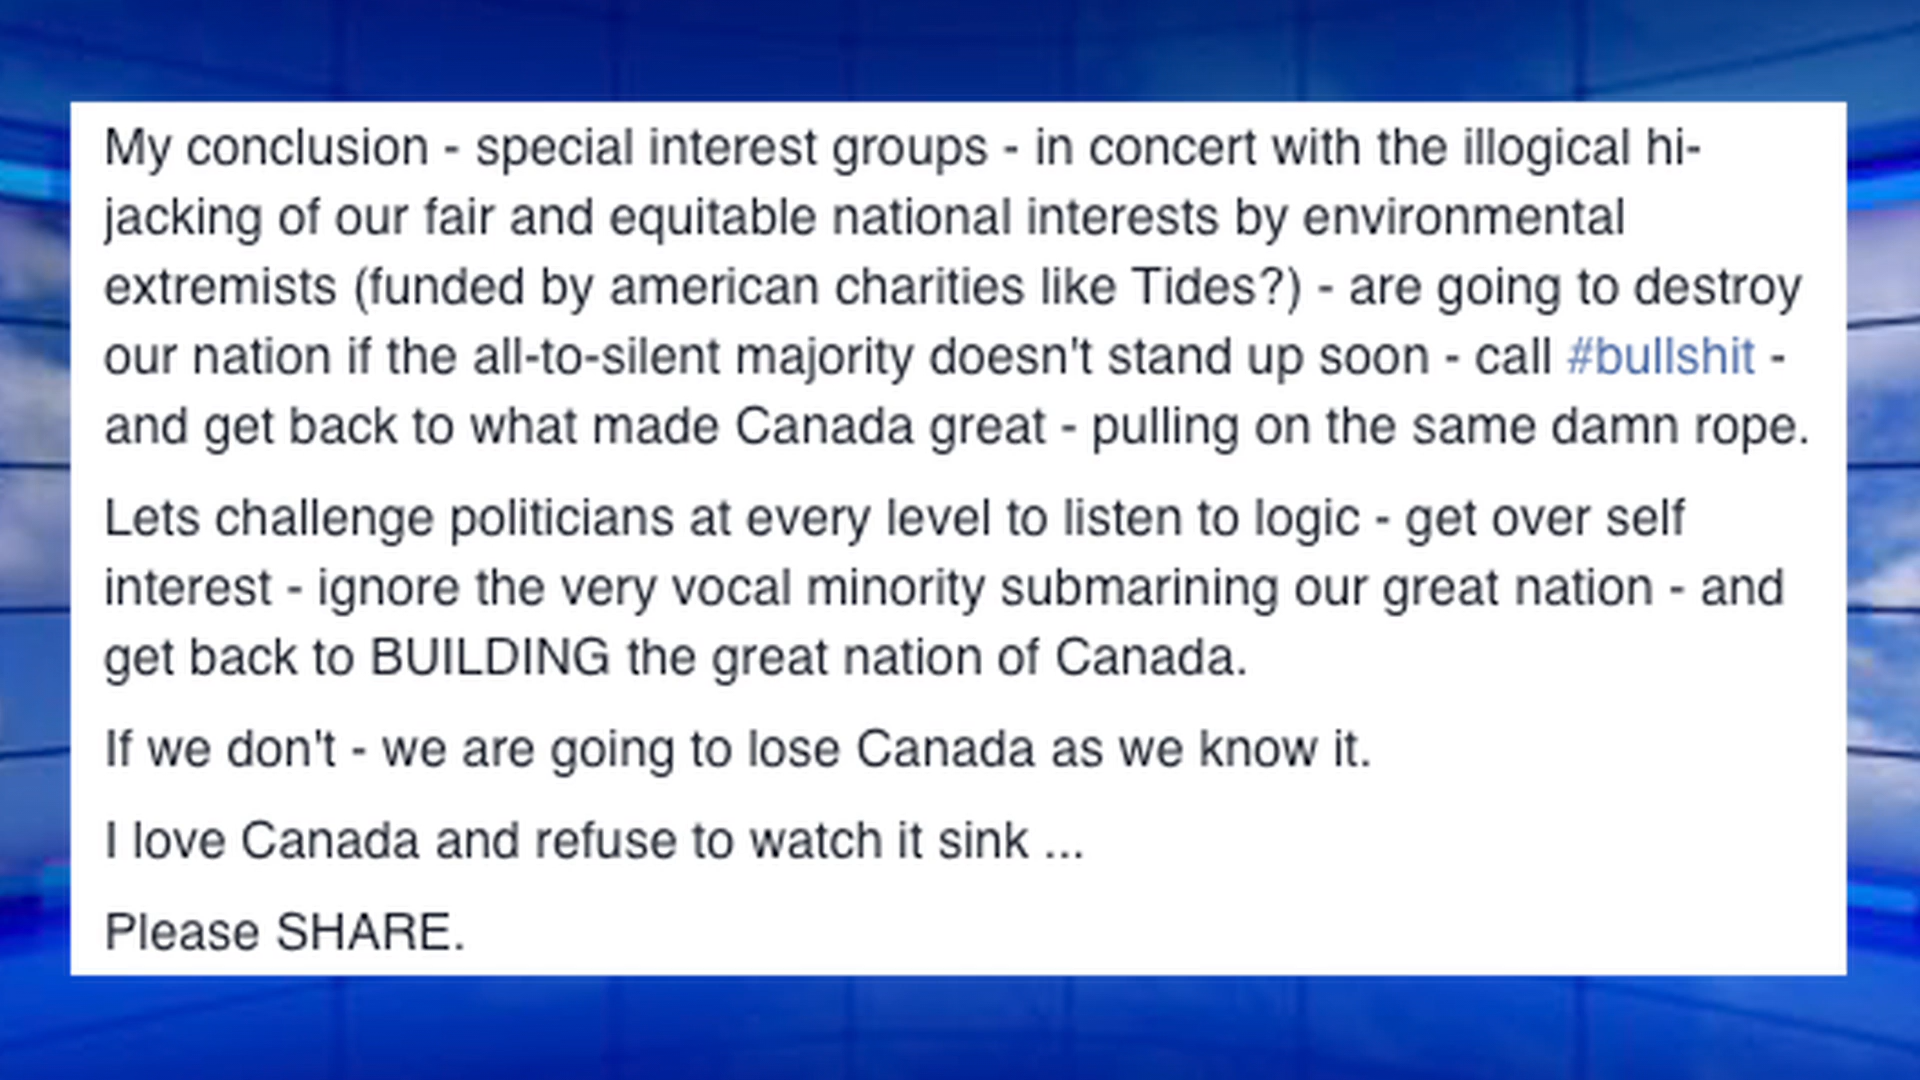 My conclusion - special interest groups - in concert with the illogical hi-
jacking of our fair and equitable national interests by environmental
extremists (funded by american charities like Tides?) - are going to destroy
our nation if the all-to-silent majority doesn't stand up soon - call #bullshit -
and get back to what made Canada great - pulling on the same damn rope.
Lets challenge politicians at every level to listen to logic - get over self
interest - ignore the very vocal minority submarining our great nation - and
get back to BUILDING the great nation of Canada.
If we don't - we are going to lose Canada as we know it.
I love Canada and refuse to watch it sink ...
Please SHARE.